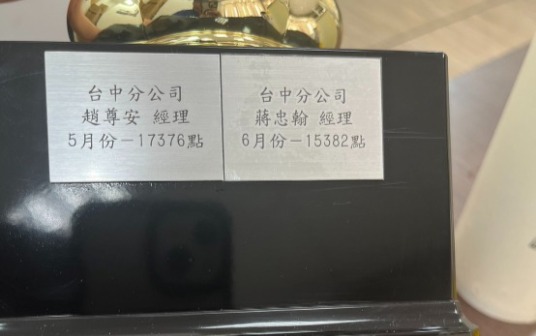 台中分公司
趙尊安 經理
5月份－17376點
台中分公司
蔣忠翰 經理
6月份－15382點